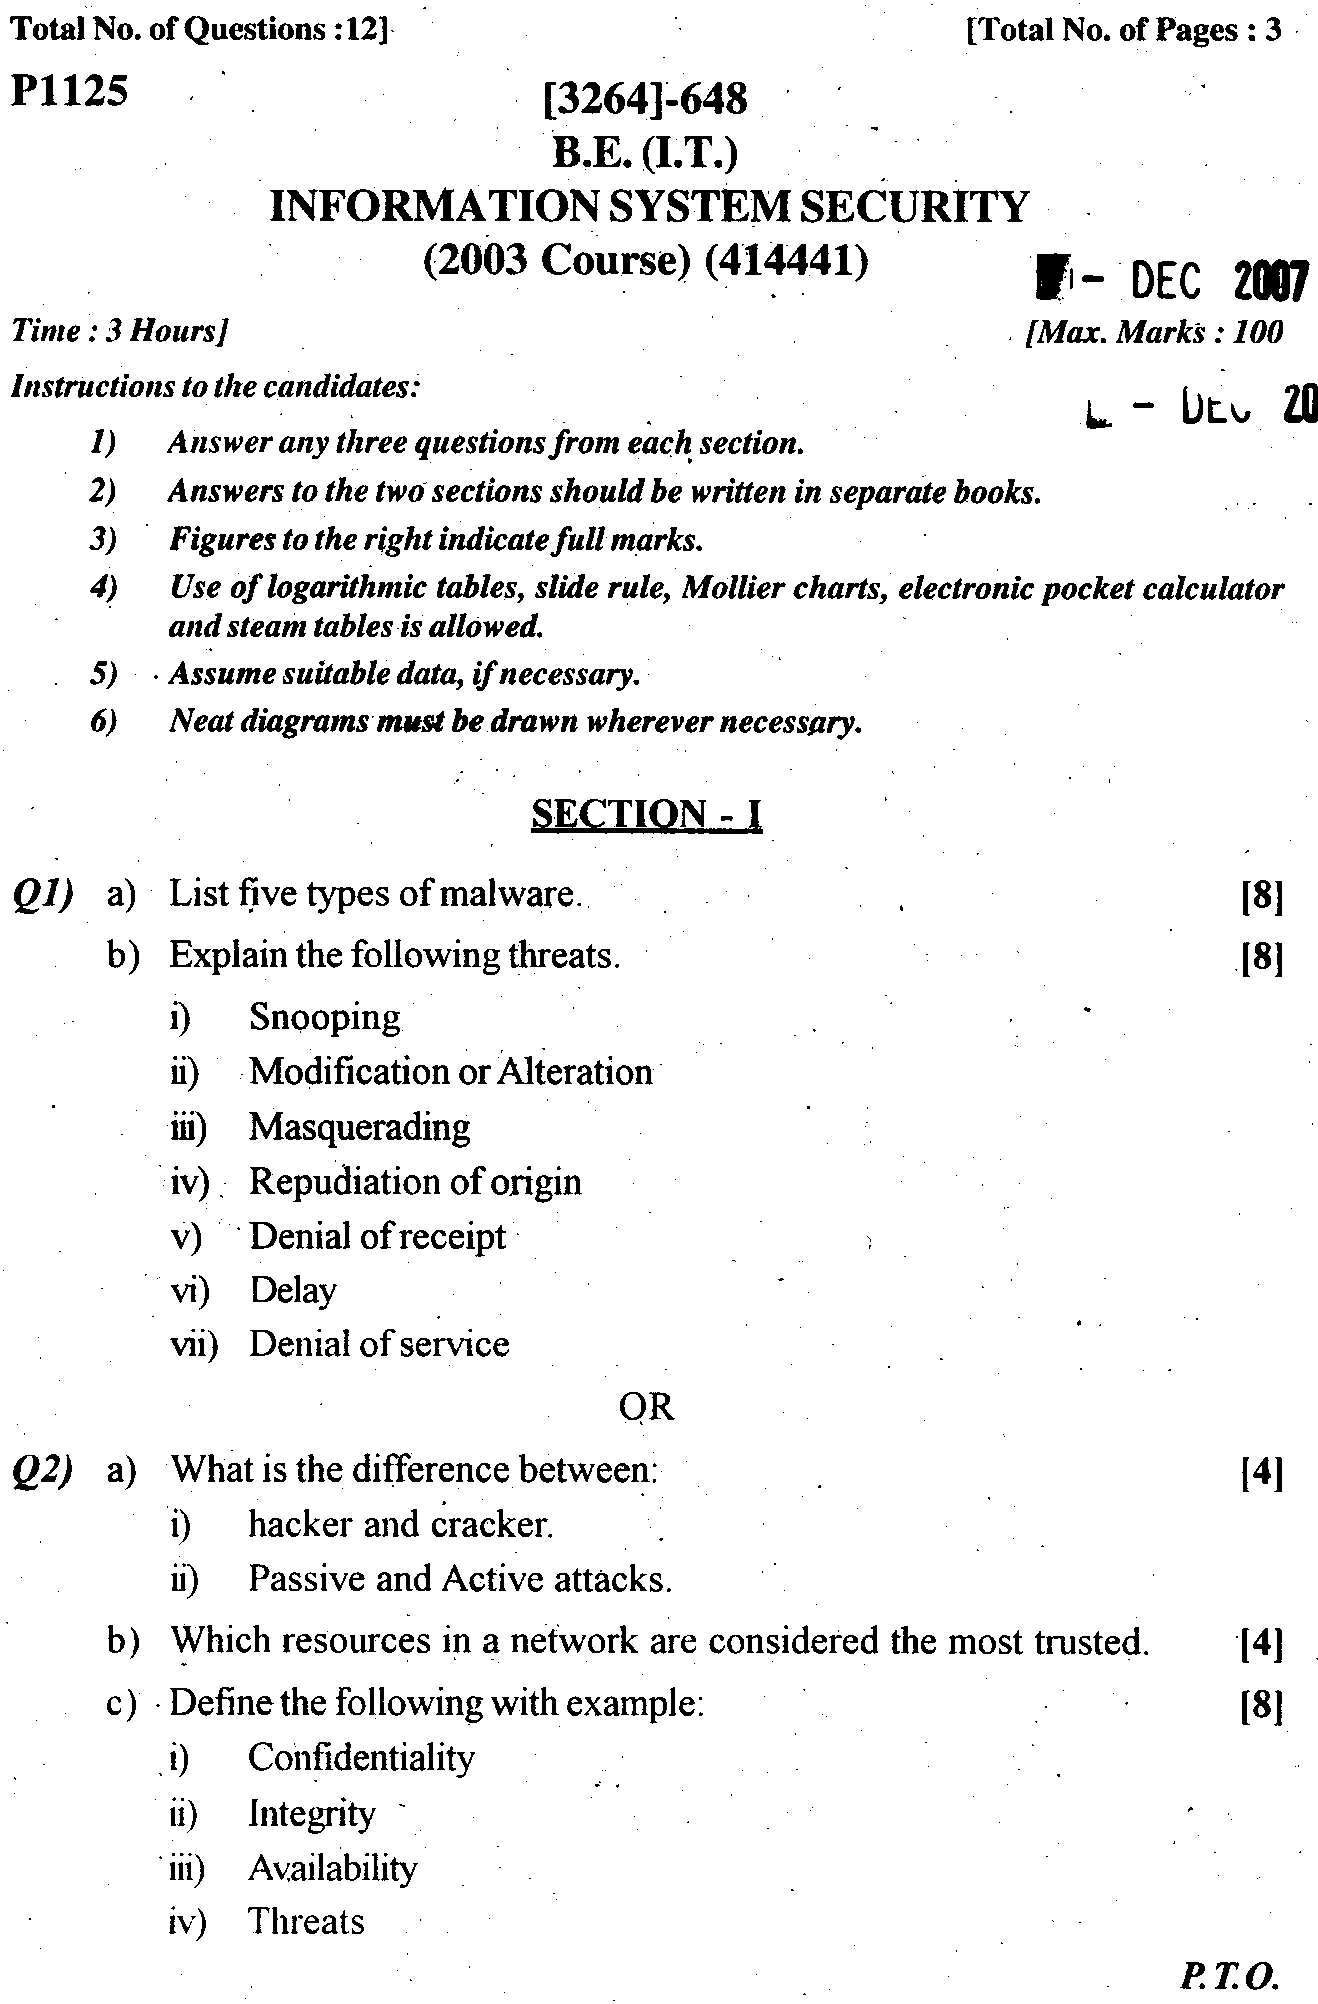 Total No. of Questions :12]
[Total No. of Pages : 3
P1125
[3264]-648
B.E. (I.T.)
INFORMATION SYSTEM SECURITY
(2003 Course) (414441)
- DEC 2007
Time : 3 Hours]
[Max. Marks : 100
Instructions to the candidates:
- DEC 20
1) Answer any three questions from each section.
2) Answers to the two sections should be written in separate books.
3) Figures to the right indicate full marks.
4) Use of logarithmic tables, slide rule, Mollier charts, electronic pocket calculator
and steam tables is allowed.
5) Assume suitable data, if necessary.
6) Neat diagrams must be drawn wherever necessary.
SECTION - I
Q1) a) List five types of malware. [8]
b) Explain the following threats. [8]
i) Snooping
ii) Modification or Alteration
iii) Masquerading
iv) Repudiation of origin
v) Denial of receipt
vi) Delay
vii) Denial of service
OR
Q2) a) What is the difference between: [4]
i) hacker and cracker.
ii) Passive and Active attacks.
b) Which resources in a network are considered the most trusted. [4]
c) Define the following with example: [8]
i) Confidentiality
ii) Integrity
iii) Availability
iv) Threats
P.T.O.